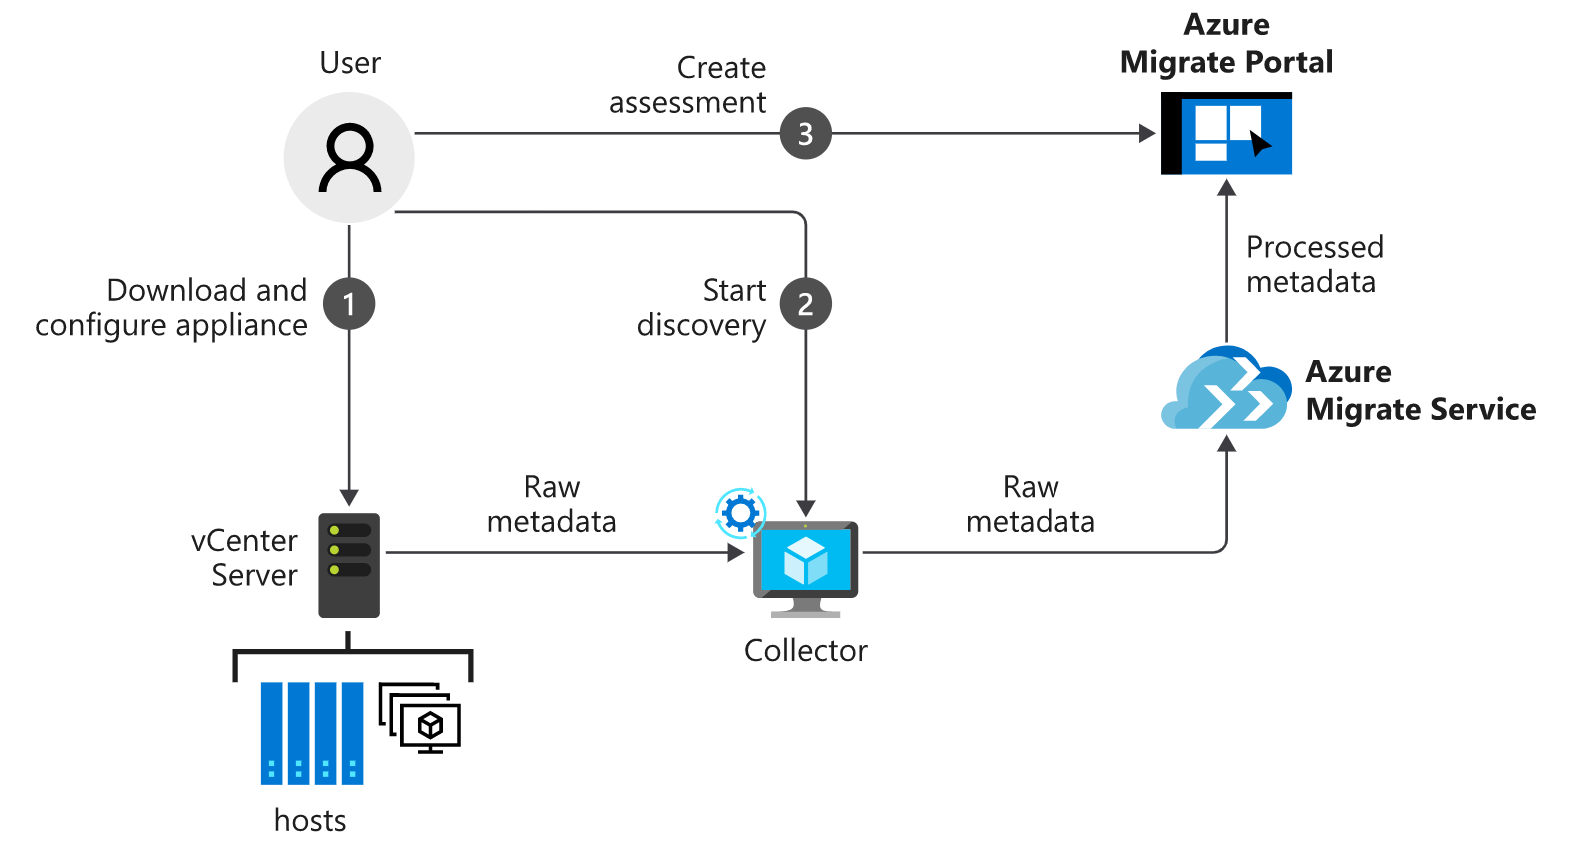 Azure
Migrate Portal
User
Create
assessment
3
Processed
metadata
Download and
configure appliance
1
Start
discovery
2
Azure
Migrate Service
Raw
metadata
Raw
metadata
vCenter
Server
Collector
hosts